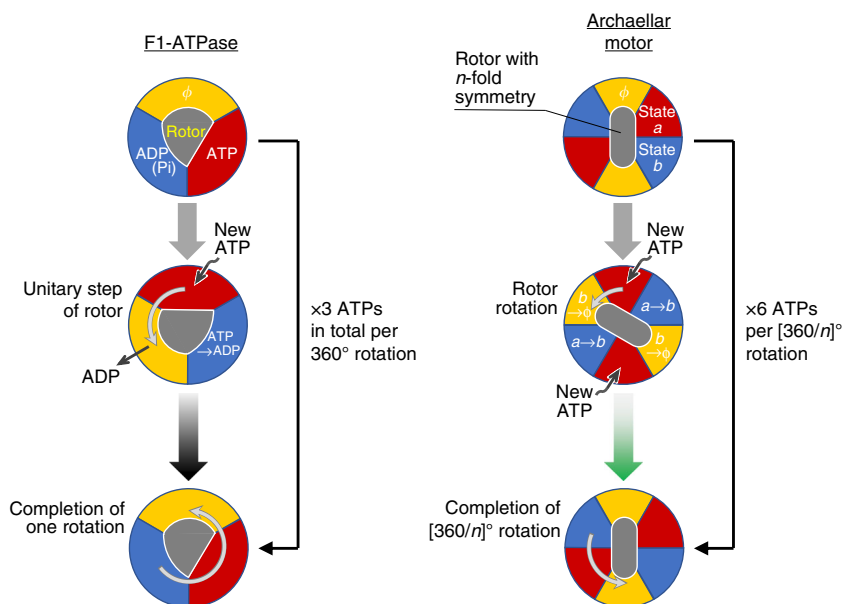 F1-ATPase
ϕ
Rotor
ADP
(Pi)
ATP
New
ATP
Unitary step
of rotor
ATP
→ADP
ADP
×3 ATPs
in total per
360° rotation
Completion of
one rotation
Archaellar
motor
Rotor with
n-fold
symmetry
ϕ
State
a
State
b
New
ATP
Rotor
rotation
b
→ϕ
a→b
a→b
b
→ϕ
New
ATP
×6 ATPs
per [360/n]°
rotation
Completion of
[360/n]° rotation